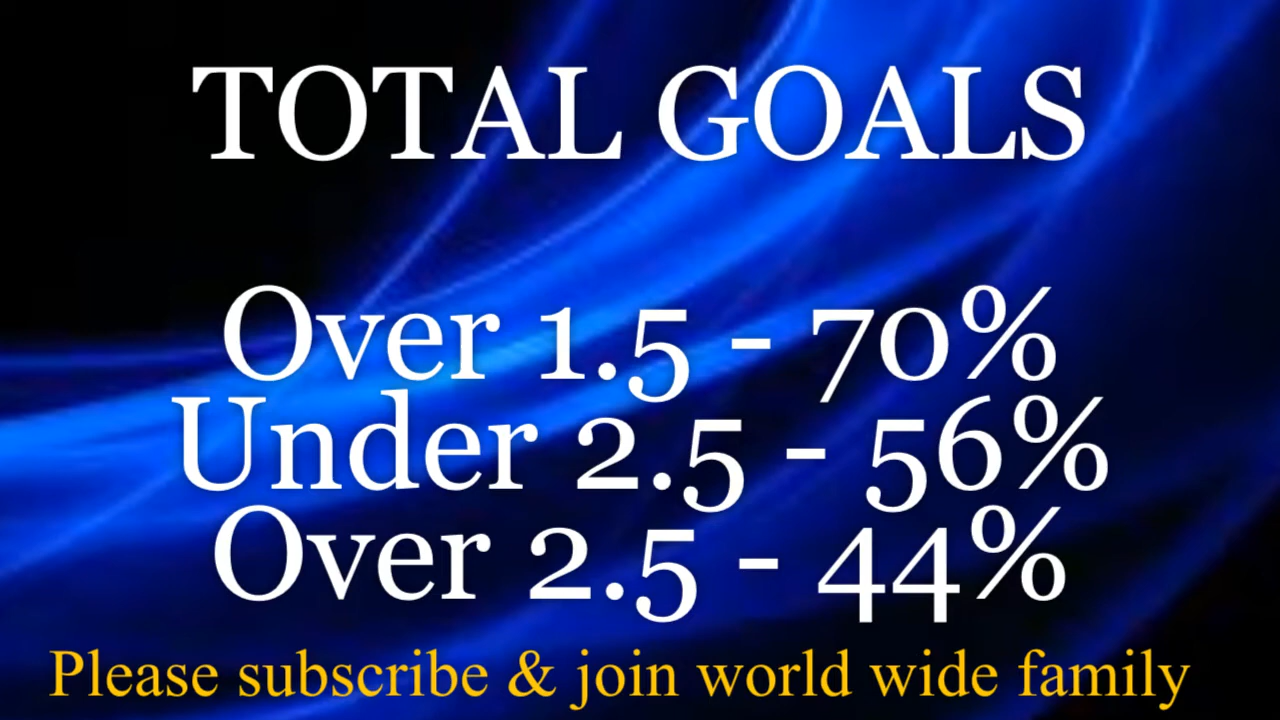 TOTAL GOALS
Over 1.5 - 70%
Under 2.5 - 56%
Over 2.5 - 44%
Please subscribe & join world wide family